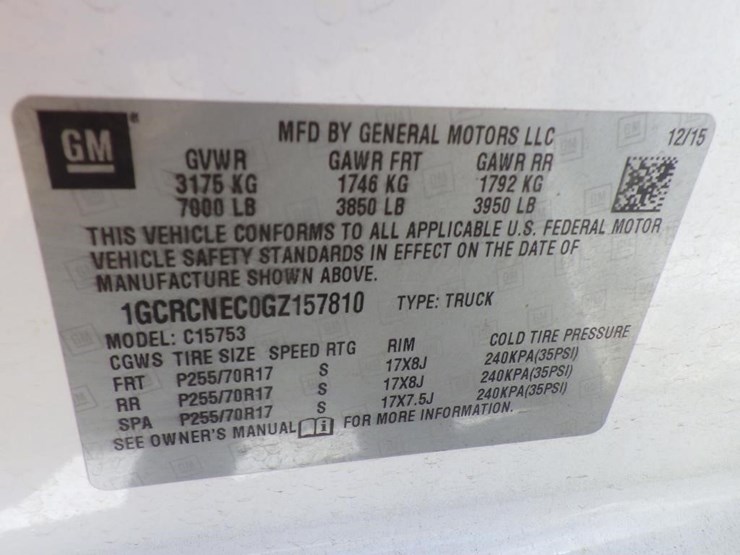 GM
MFD BY GENERAL MOTORS LLC 12/15
GVWR GAWR FRT GAWR RR
3175 KG 1746 KG 1792 KG
7000 LB 3850 LB 3950 LB
THIS VEHICLE CONFORMS TO ALL APPLICABLE U.S. FEDERAL MOTOR
VEHICLE SAFETY STANDARDS IN EFFECT ON THE DATE OF
MANUFACTURE SHOWN ABOVE.
1GCRCNEC0GZ157810 TYPE: TRUCK
MODEL: C15753
CGWS TIRE SIZE SPEED RTG RIM COLD TIRE PRESSURE
FRT P255/70R17 S 17X8J 240KPA(35PSI)
RR P255/70R17 S 17X8J 240KPA(35PSI)
SPA P255/70R17 S 17X7.5J 240KPA(35PSI)
SEE OWNER'S MANUAL i FOR MORE INFORMATION.